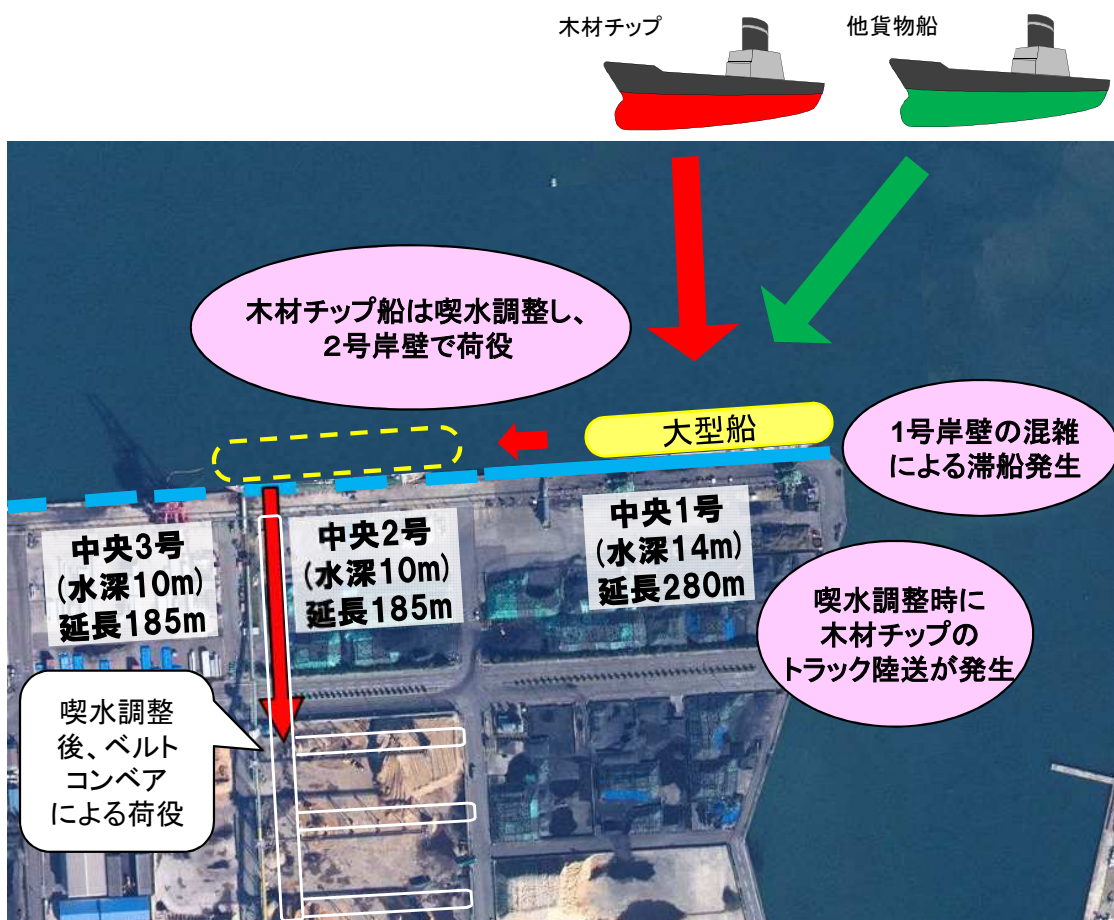 木材チップ
他貨物船
木材チップ船は喫水調整し、
２号岸壁で荷役
大型船
1号岸壁の混雑
による滞船発生
中央3号
(水深10m)
延長185m
中央2号
(水深10m)
延長185m
中央1号
(水深14m)
延長280m
喫水調整時に
木材チップの
トラック陸送が発生
喫水調整
後、ベルト
コンベア
による荷役